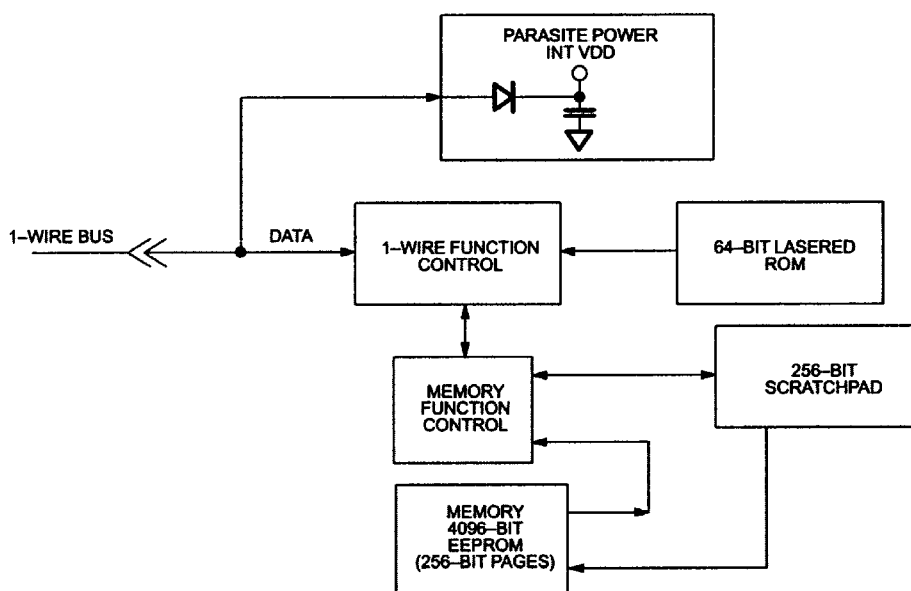 PARASITE POWER
INT VDD
1–WIRE BUS
DATA
1–WIRE FUNCTION
CONTROL
64–BIT LASERED
ROM
MEMORY
FUNCTION
CONTROL
256–BIT
SCRATCHPAD
MEMORY
4096–BIT
EEPROM
(256–BIT PAGES)